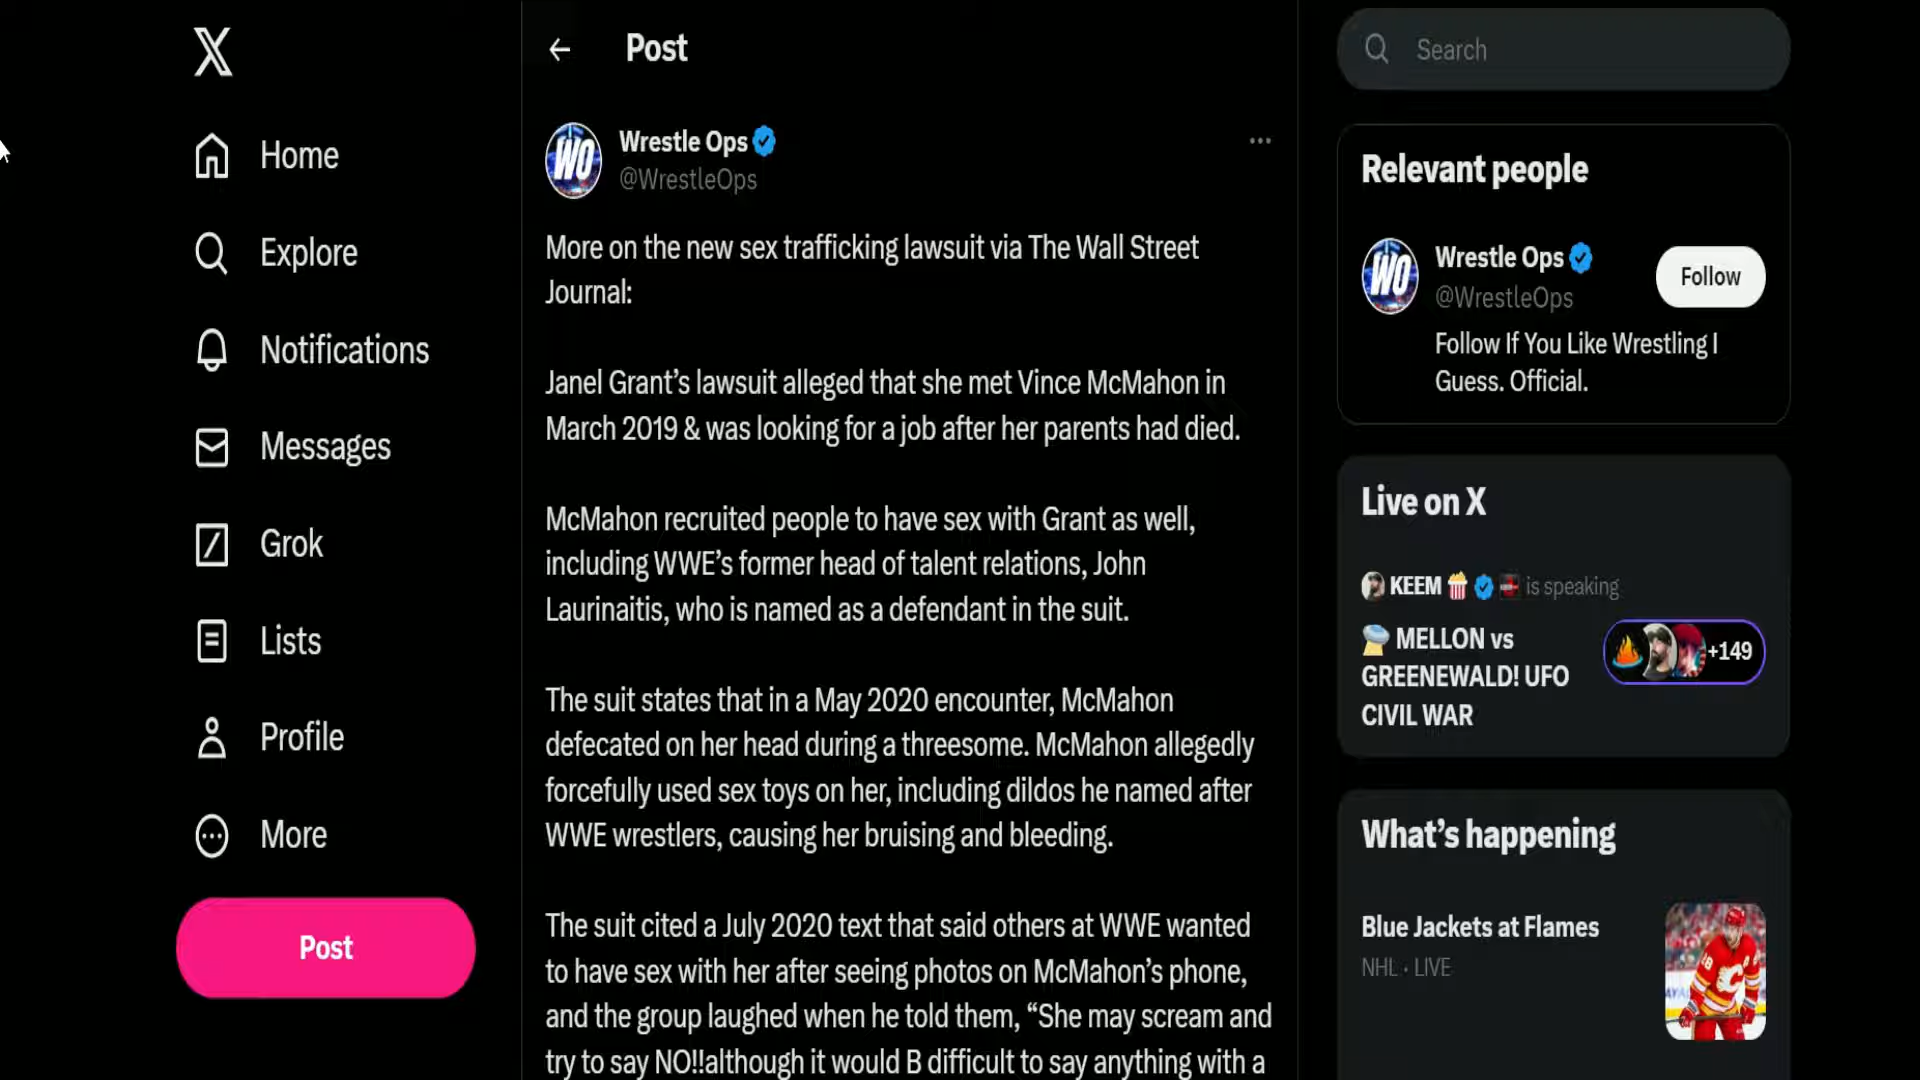 Home
Explore
Notifications
Messages
Grok
Lists
Profile
More
Post
Post
Wrestle Ops
@WrestleOps
More on the new sex trafficking lawsuit via The Wall Street
Journal:
Janel Grant’s lawsuit alleged that she met Vince McMahon in
March 2019 & was looking for a job after her parents had died.
McMahon recruited people to have sex with Grant as well,
including WWE’s former head of talent relations, John
Laurinaitis, who is named as a defendant in the suit.
The suit states that in a May 2020 encounter, McMahon
defecated on her head during a threesome. McMahon allegedly
forcefully used sex toys on her, including dildos he named after
WWE wrestlers, causing her bruising and bleeding.
The suit cited a July 2020 text that said others at WWE wanted
to have sex with her after seeing photos on McMahon’s phone,
and the group laughed when he told them, “She may scream and
try to say NO!!although it would B difficult to say anything with a
Search
Relevant people
WO
Wrestle Ops
@WrestleOps
Follow
Follow If You Like Wrestling I
Guess. Official.
Live on X
KEEM is speaking
MELLON vs
GREENEWALD! UFO
CIVIL WAR
+149
What’s happening
Blue Jackets at Flames
NHL · LIVE